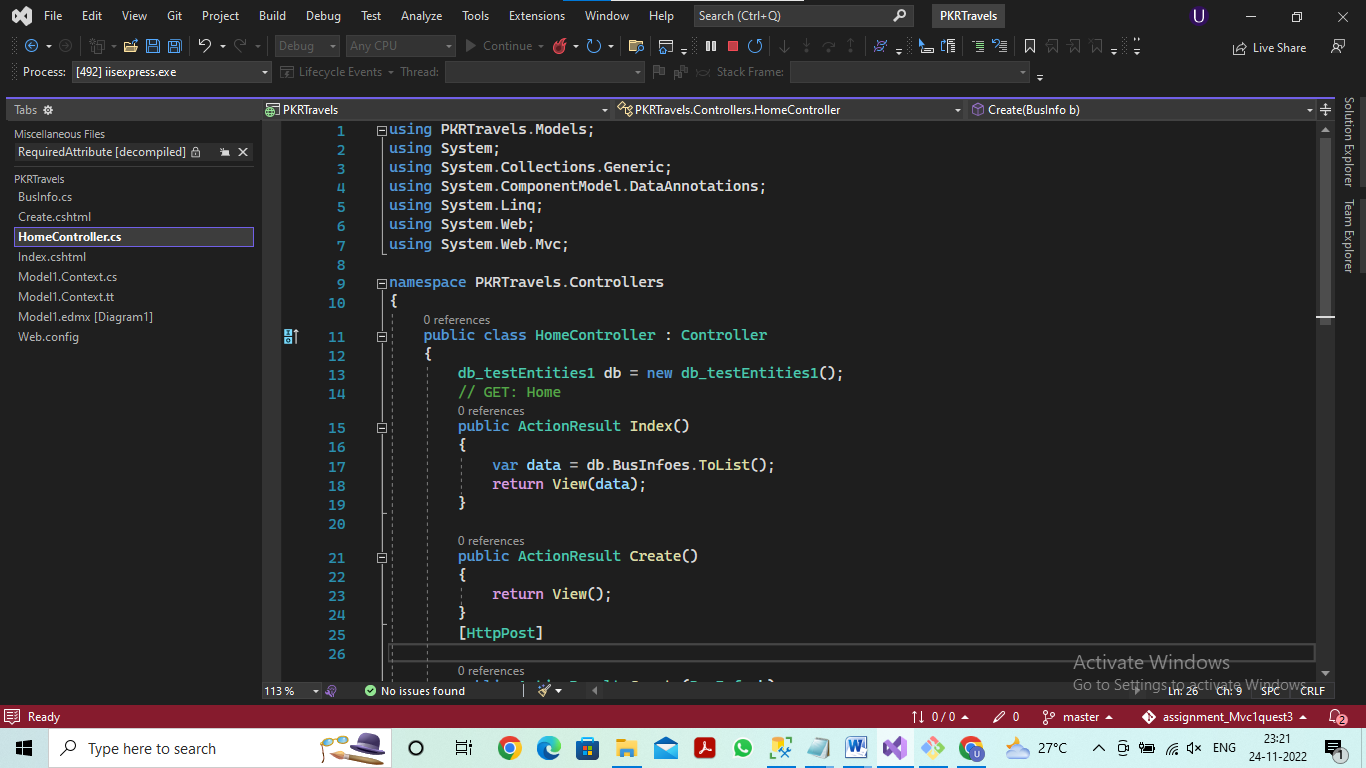 File Edit View Git Project Build Debug Test Analyze Tools Extensions Window Help Search (Ctrl+Q) PKRTravels U
Debug Any CPU Continue Live Share
Process: [492] iisexpress.exe Lifecycle Events Thread: Stack Frame:
Tabs
Miscellaneous Files
RequiredAttribute [decompiled]
PKRTravels
BusInfo.cs
Create.cshtml
HomeController.cs
Index.cshtml
Model1.Context.cs
Model1.Context.tt
Model1.edmx [Diagram1]
Web.config
PKRTravels PKRTravels.Controllers.HomeController Create(BusInfo b)
1 using PKRTravels.Models;
2 using System;
3 using System.Collections.Generic;
4 using System.ComponentModel.DataAnnotations;
5 using System.Linq;
6 using System.Web;
7 using System.Web.Mvc;
8
9 namespace PKRTravels.Controllers
10 {
0 references
11 public class HomeController : Controller
12 {
13 db_testEntities1 db = new db_testEntities1();
14 // GET: Home
0 references
15 public ActionResult Index()
16 {
17 var data = db.BusInfoes.ToList();
18 return View(data);
19 }
20
0 references
21 public ActionResult Create()
22 {
23 return View();
24 }
25 [HttpPost]
26
0 references
Solution Explorer
Team Explorer
Activate Windows
Go to Settings to activate Windows.
113 % No issues found Ln: 26 Ch: 9 SPC CRLF
Ready 0 / 0 0 master assignment_Mvc1quest3 2
Type here to search 27°C ENG 23:21
24-11-2022 1